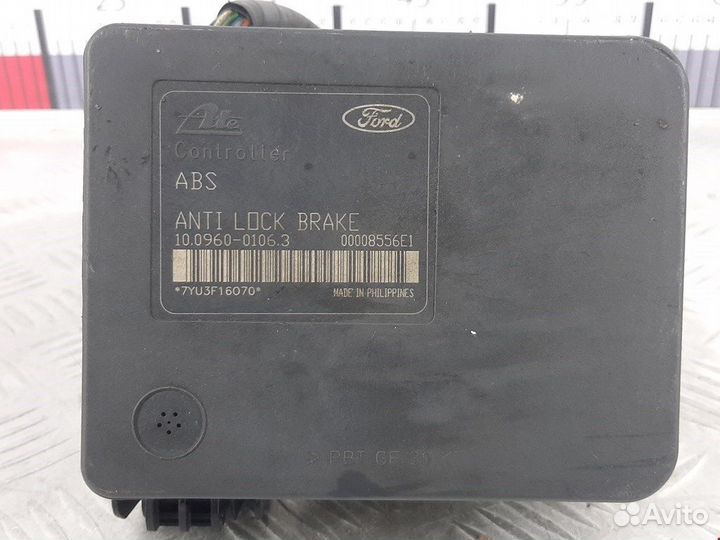 Ate
Ford
Controller
ABS
ANTI LOCK BRAKE
10.0960-0106.3 00008556E1
*7YU3F16070* MADE IN PHILIPPINES
Avito